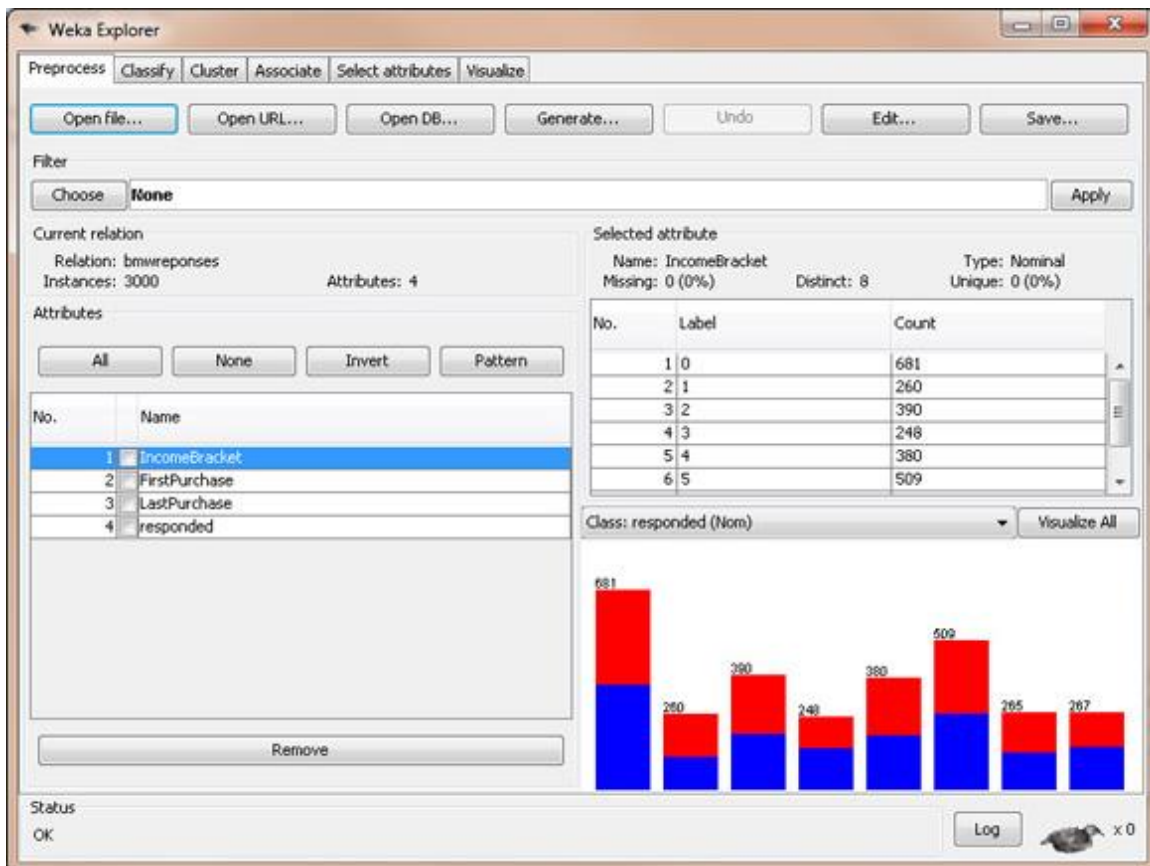 Weka Explorer
Preprocess Classify Cluster Associate Select attributes Visualize
Open file... Open URL... Open DB... Generate... Undo Edit... Save...
Filter
Choose None Apply
Current relation
Relation: bmwreponses
Instances: 3000 Attributes: 4
Attributes
All None Invert Pattern
No. Name
1 IncomeBracket
2 FirstPurchase
3 LastPurchase
4 responded
Remove
Selected attribute
Name: IncomeBracket Type: Nominal
Missing: 0 (0%) Distinct: 8 Unique: 0 (0%)
No. Label Count
1 0 681
2 1 260
3 2 390
4 3 248
5 4 380
6 5 509
Class: responded (Nom) Visualize All
681 260 390 248 380 509 265 267
Status
OK Log x 0